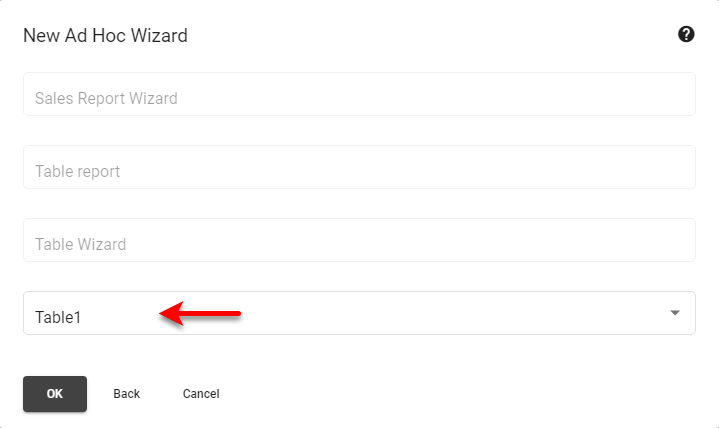 New Ad Hoc Wizard
Sales Report Wizard
Table report
Table Wizard
Table1
OK Back Cancel